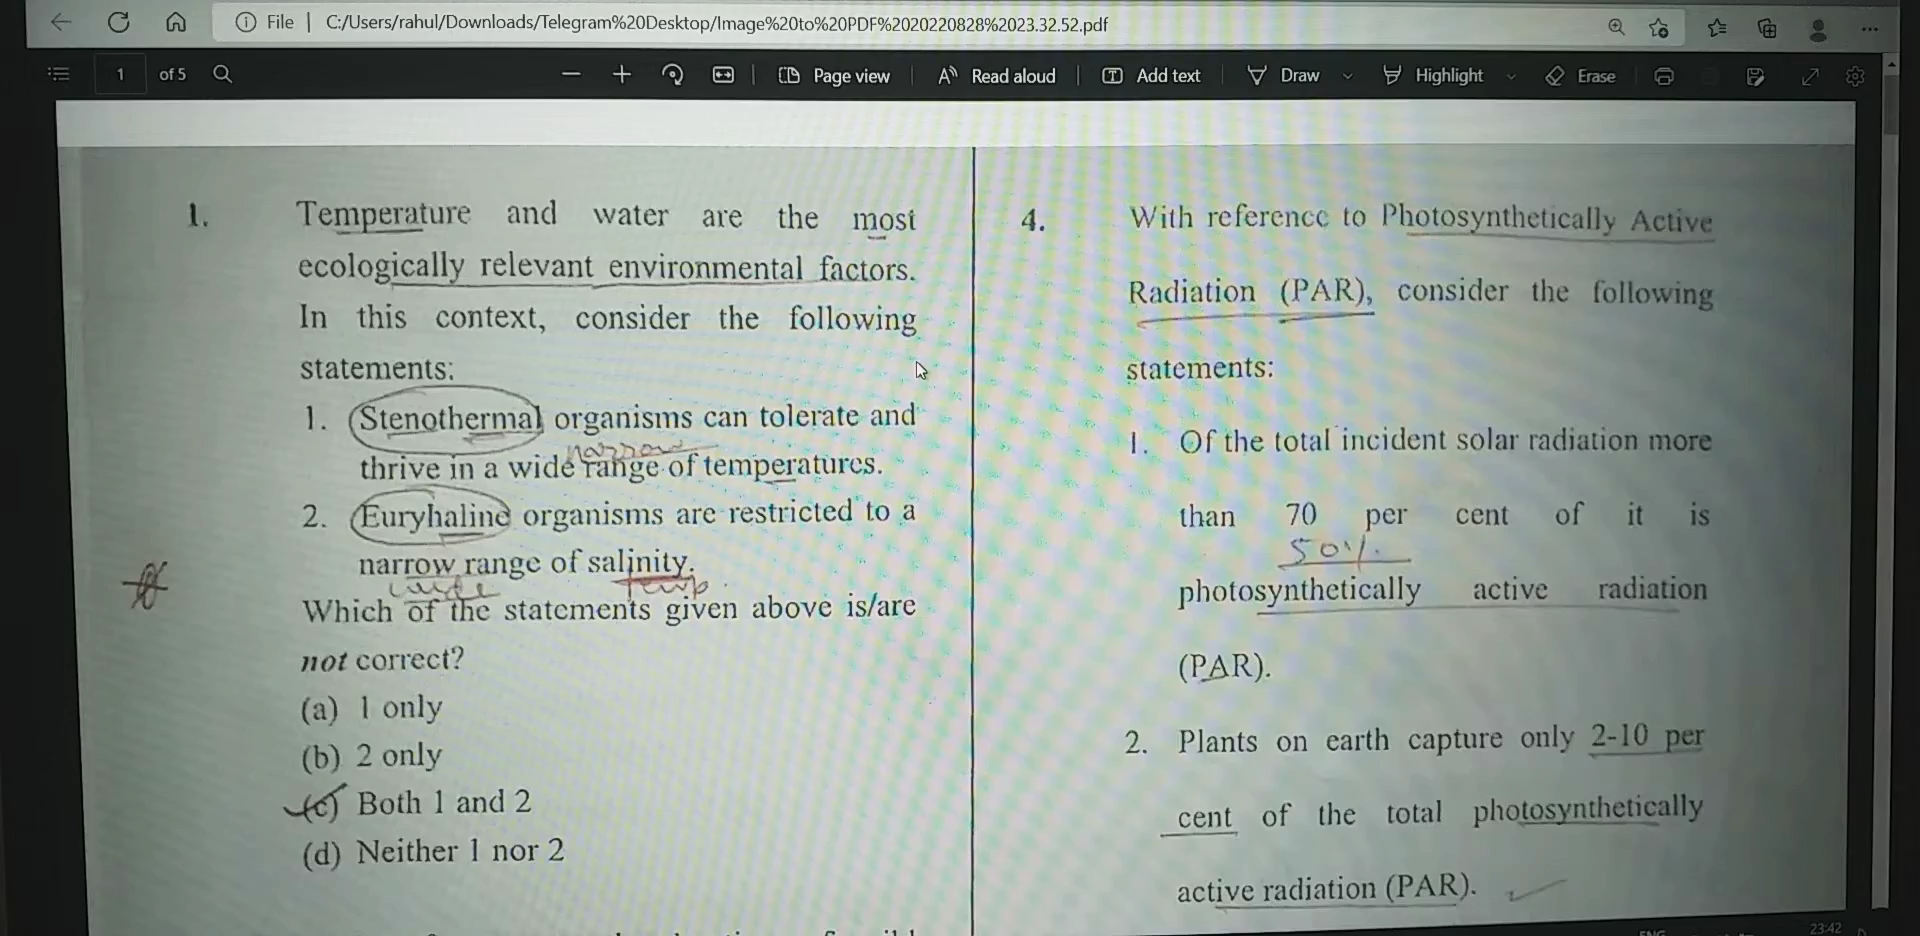 File | C:/Users/rahul/Downloads/Telegram%20Desktop/Image%20to%20PDF%2020220828%2023.32.52.pdf
1 of 5 Page view Read aloud Add text Draw Highlight Erase
1. Temperature and water are the most
ecologically relevant environmental factors.
In this context, consider the following
statements:
1. Stenothermal organisms can tolerate and
narrow
thrive in a wide range of temperatures.
2. Euryhaline organisms are restricted to a
narrow range of salinity.
wide temp
Which of the statements given above is/are
not correct?
(a) 1 only
(b) 2 only
(c) Both 1 and 2
(d) Neither 1 nor 2
4. With reference to Photosynthetically Active
Radiation (PAR), consider the following
statements:
1. Of the total incident solar radiation more
than 70 per cent of it is
50%.
photosynthetically active radiation
(PAR).
2. Plants on earth capture only 2-10 per
cent of the total photosynthetically
active radiation (PAR).
ENG 23:42